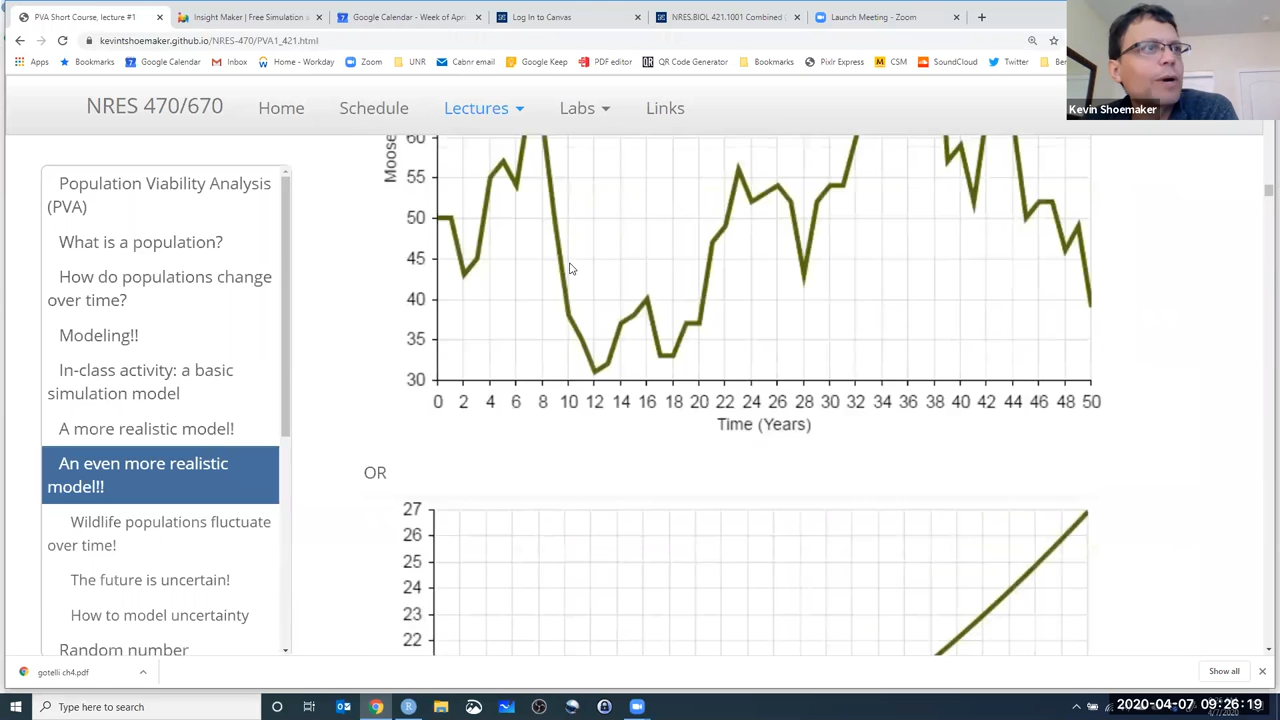 PVA Short Course, lecture #1
Insight Maker | Free Simulation a
Google Calendar - Week of Apri
Log In to Canvas
NRES.BIOL 421.1001 Combined (
Launch Meeting - Zoom
kevintshoemaker.github.io/NRES-470/PVA1_421.html
Apps
Bookmarks
Google Calendar
Inbox
Home - Workday
Zoom
UNR
Cabnr email
Google Keep
PDF editor
QR Code Generator
Bookmarks
Pixlr Express
CSM
SoundCloud
Twitter
Ber
Kevin Shoemaker
NRES 470/670
Home
Schedule
Lectures
Labs
Links
Population Viability Analysis
(PVA)
What is a population?
How do populations change
over time?
Modeling!!
In-class activity: a basic
simulation model
A more realistic model!
An even more realistic
model!!
Wildlife populations fluctuate
over time!
The future is uncertain!
How to model uncertainty
Random number
Moose
60
55
50
45
40
35
30
0 2 4 6 8 10 12 14 16 18 20 22 24 26 28 30 32 34 36 38 40 42 44 46 48 50
Time (Years)
OR
27
26
25
24
23
22
gotelli ch4.pdf
Show all
Type here to search
2020-04-07 09:26:19